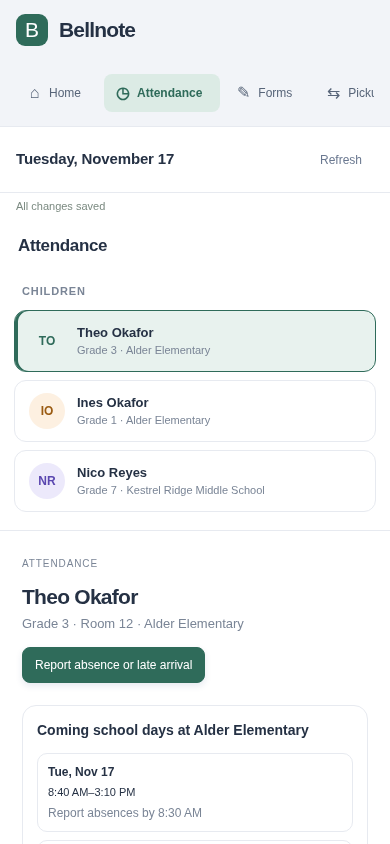 B Bellnote
Home Attendance Forms Picku
Tuesday, November 17 Refresh
All changes saved
Attendance
CHILDREN
TO Theo Okafor
Grade 3 · Alder Elementary
IO Ines Okafor
Grade 1 · Alder Elementary
NR Nico Reyes
Grade 7 · Kestrel Ridge Middle School
ATTENDANCE
Theo Okafor
Grade 3 · Room 12 · Alder Elementary
Report absence or late arrival
Coming school days at Alder Elementary
Tue, Nov 17
8:40 AM–3:10 PM
Report absences by 8:30 AM